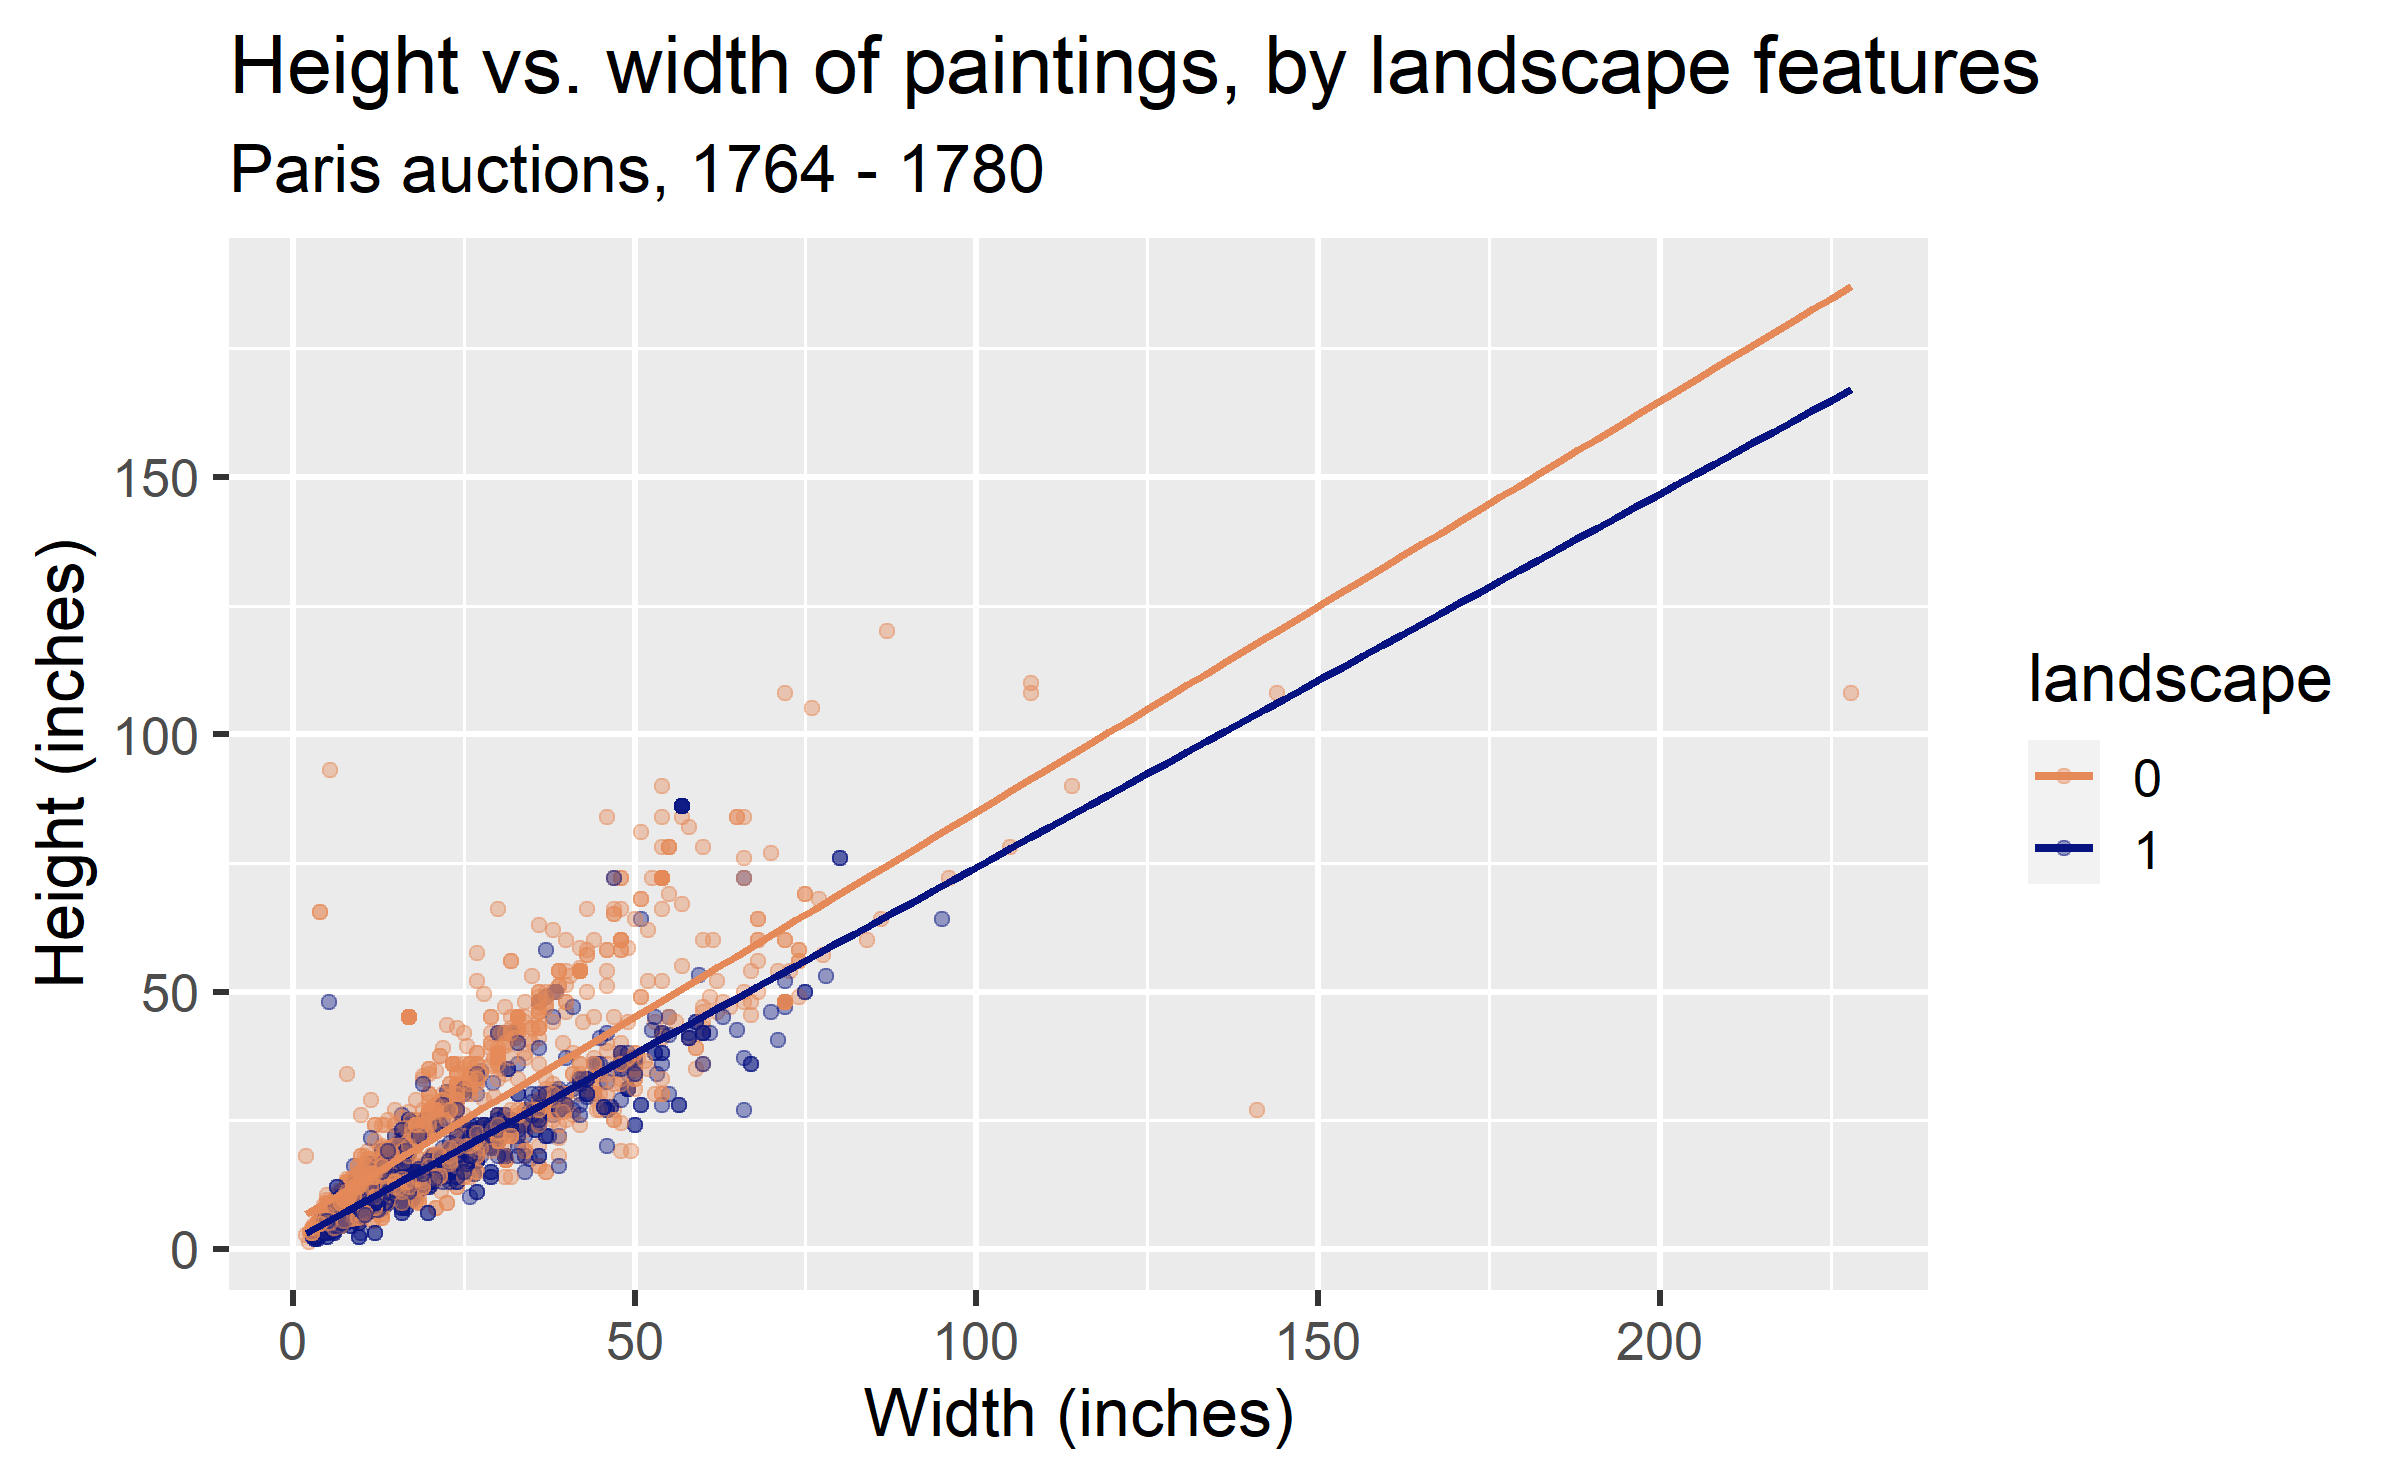 Height vs. width of paintings, by landscape features
Paris auctions, 1764 - 1780
Height (inches)
150
100
50
0
0 50 100 150 200
Width (inches)
landscape
0
1